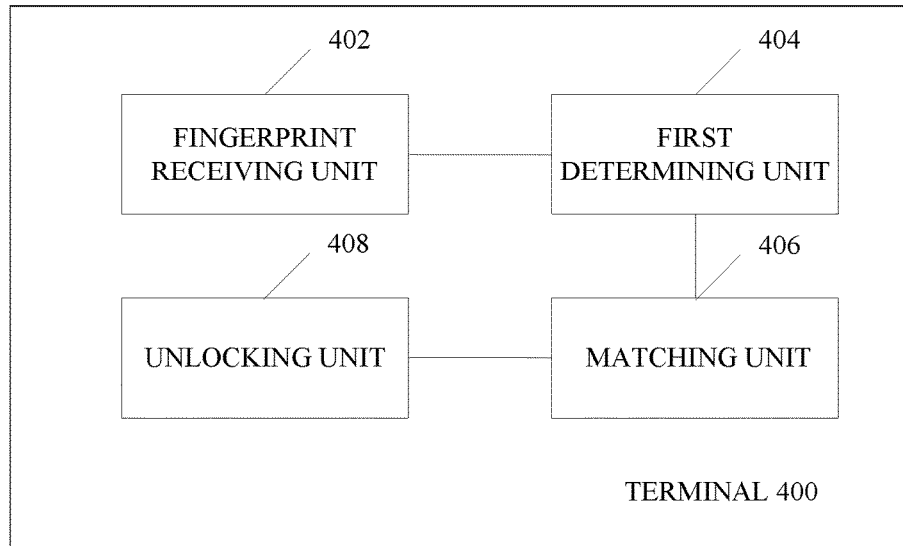 402
404
FINGERPRINT
RECEIVING UNIT
FIRST
DETERMINING UNIT
408
406
UNLOCKING UNIT
MATCHING UNIT
TERMINAL 400